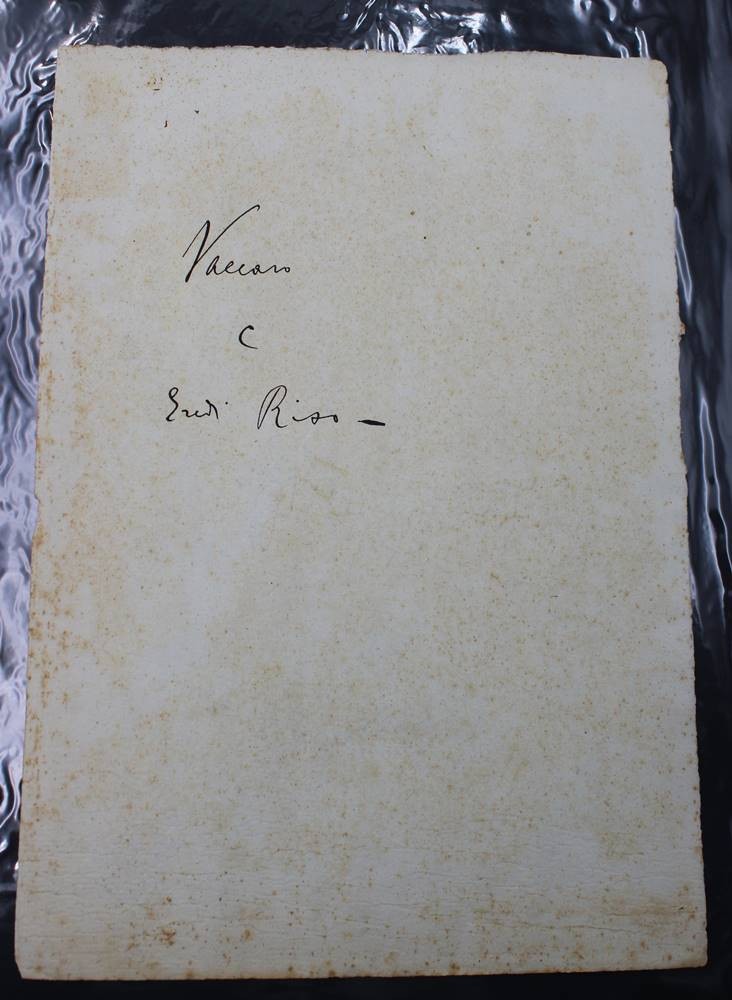 Vaccaro
C
Eredi Riso —